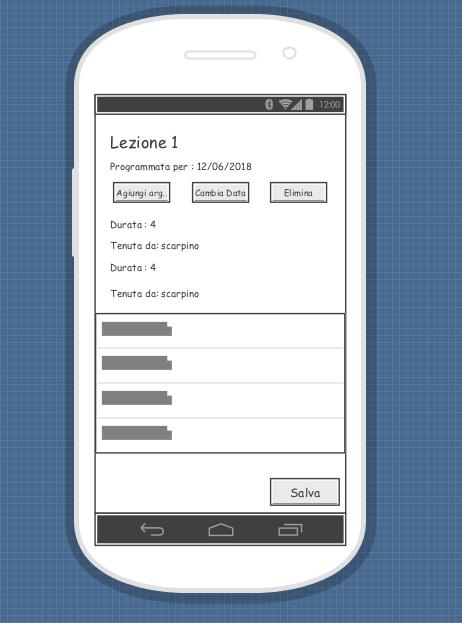 12:00
Lezione 1
Programmata per : 12/06/2018
Agiungi arg..
Cambia Data
Elimina
Durata : 4
Tenuta da: scarpino
Durata : 4
Tenuta da: scarpino
Salva